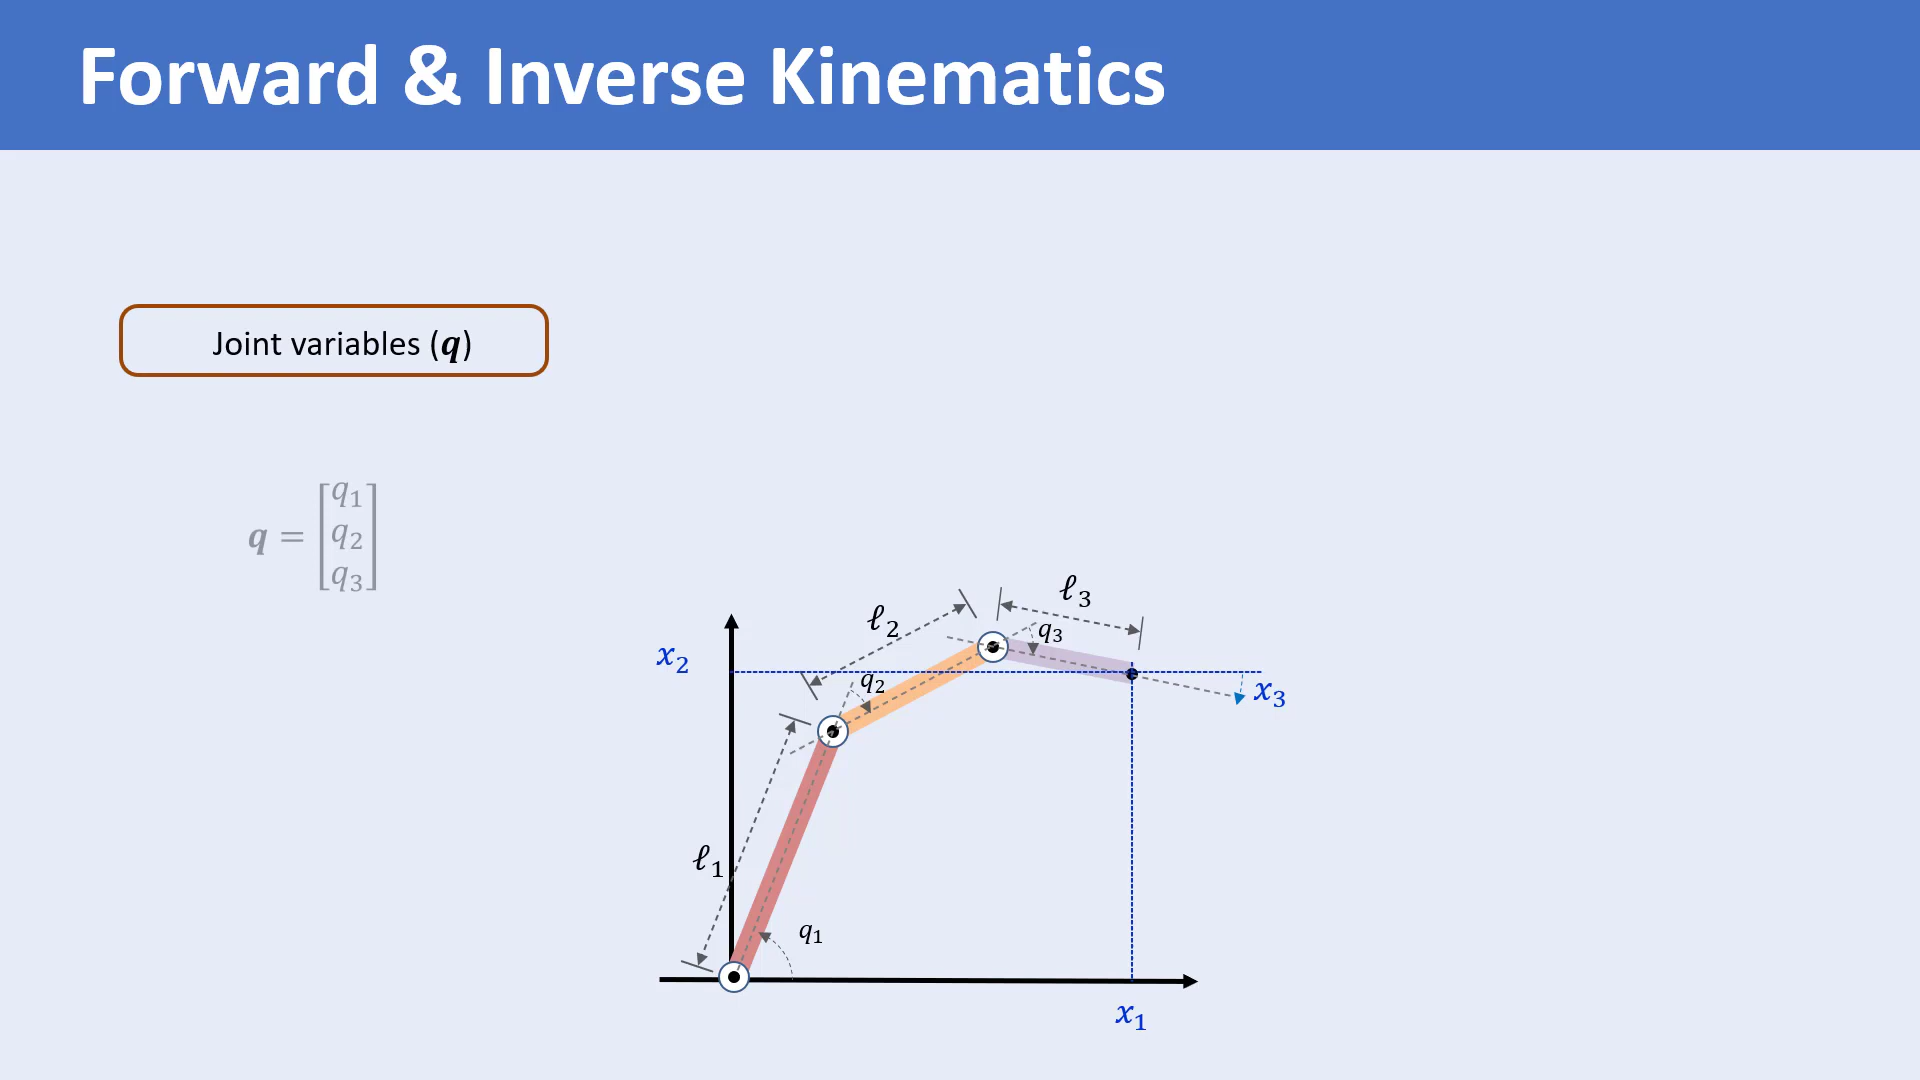 Forward & Inverse Kinematics
Joint variables (q)
q = [q₁
q₂
q₃]
ℓ₃
ℓ₂
q₃
x₂
q₂
x₃
ℓ₁
q₁
x₁